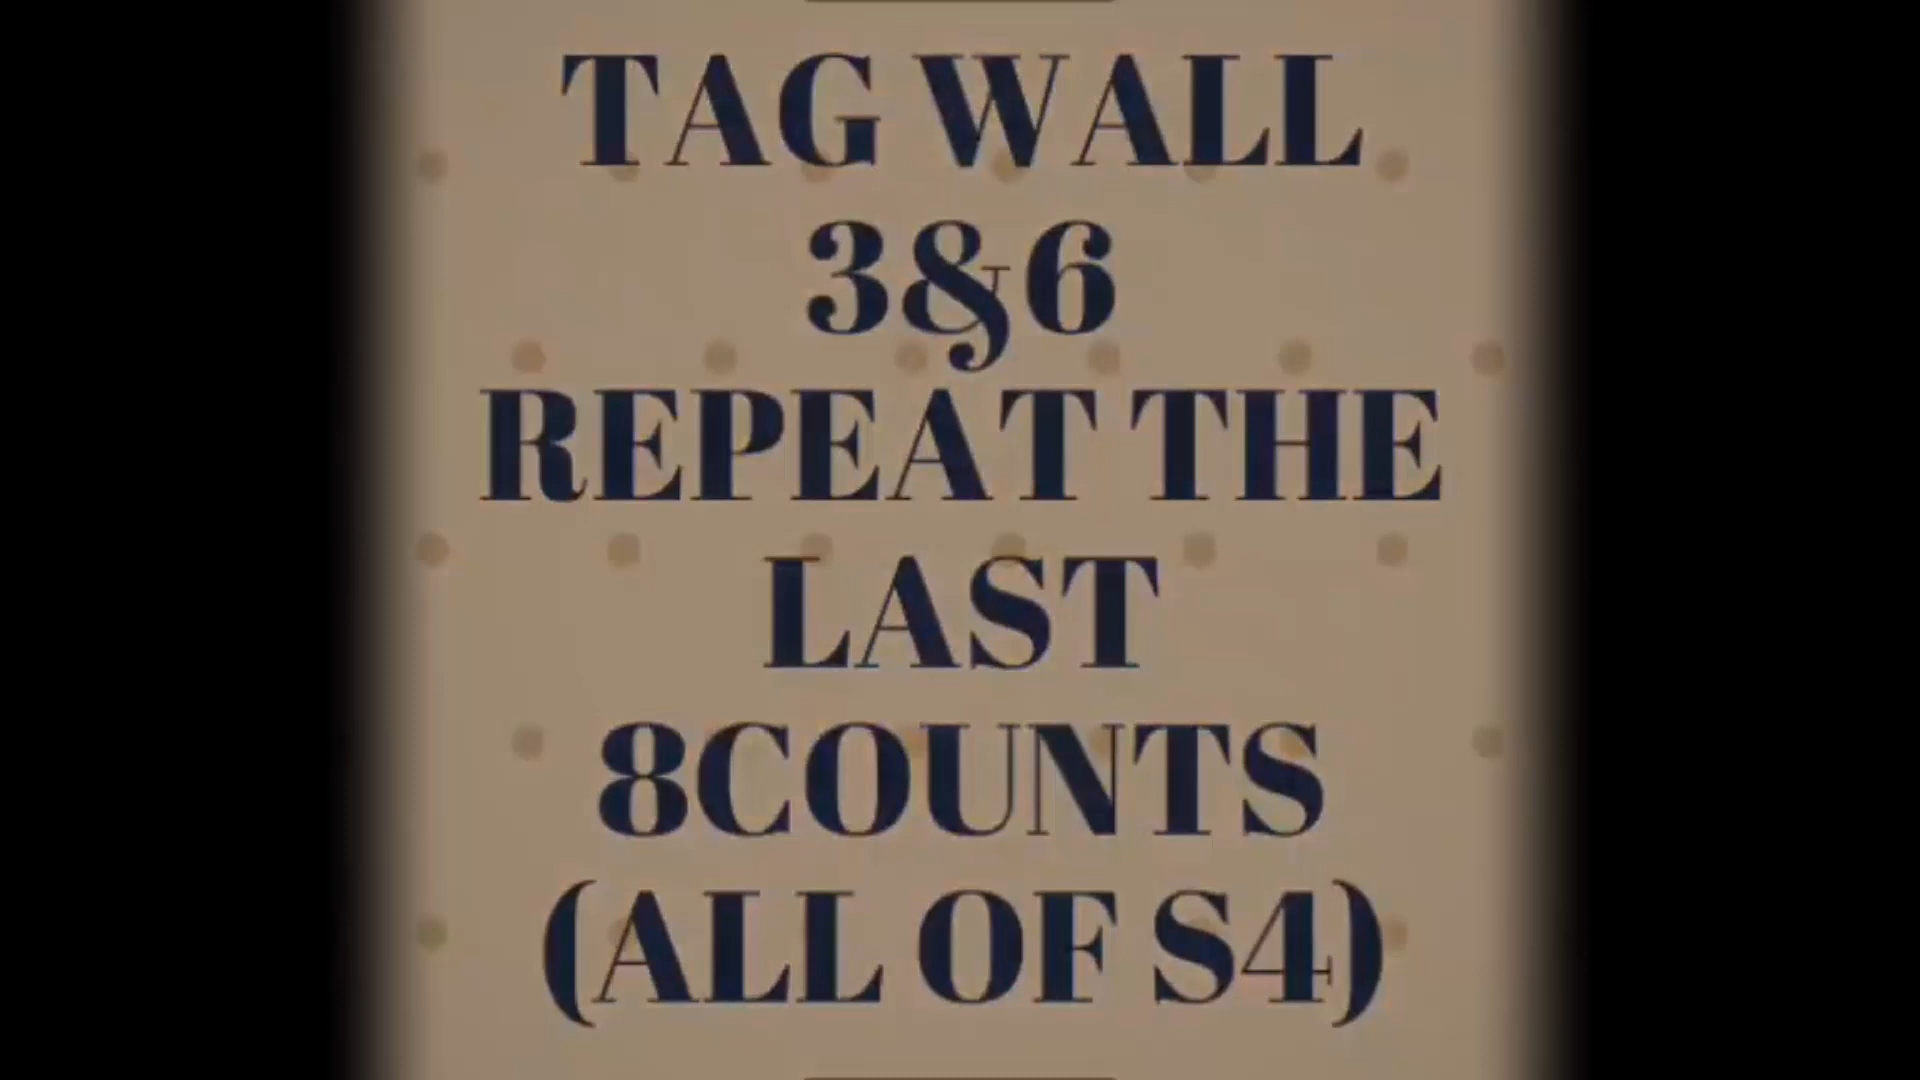 TAG WALL
3&6
REPEAT THE
LAST
8COUNTS
(ALL OF S4)